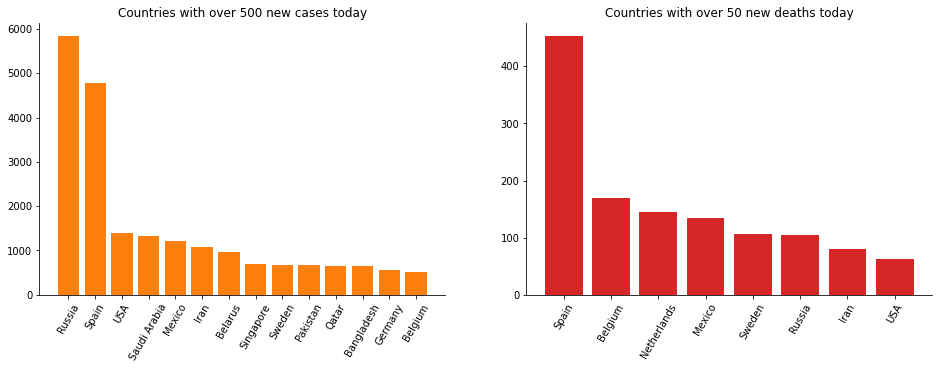 Countries with over 500 new cases today
6000
5000
4000
3000
2000
1000
0
Russia
Spain
USA
Saudi Arabia
Mexico
Iran
Belarus
Singapore
Sweden
Pakistan
Qatar
Bangladesh
Germany
Belgium
Countries with over 50 new deaths today
400
300
200
100
0
Spain
Belgium
Netherlands
Mexico
Sweden
Russia
Iran
USA